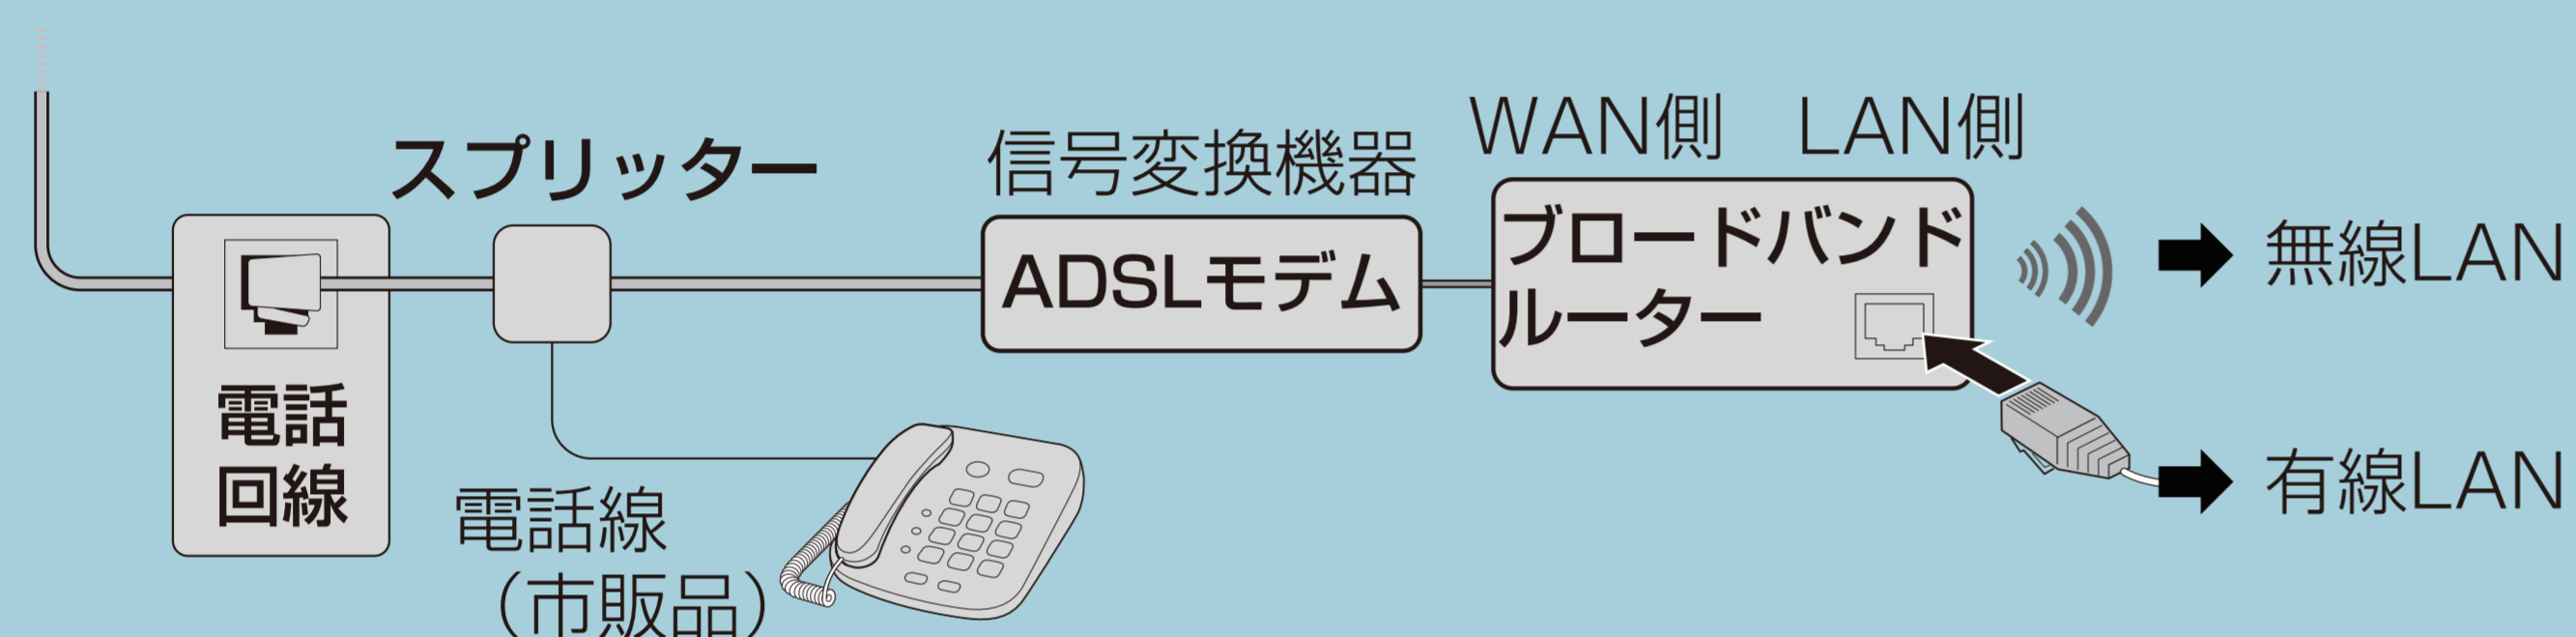 スプリッター
信号変換機器
WAN側 LAN側
ADSLモデム
ブロードバンド
ルーター
無線LAN
電話
回線
電話線
（市販品）
有線LAN